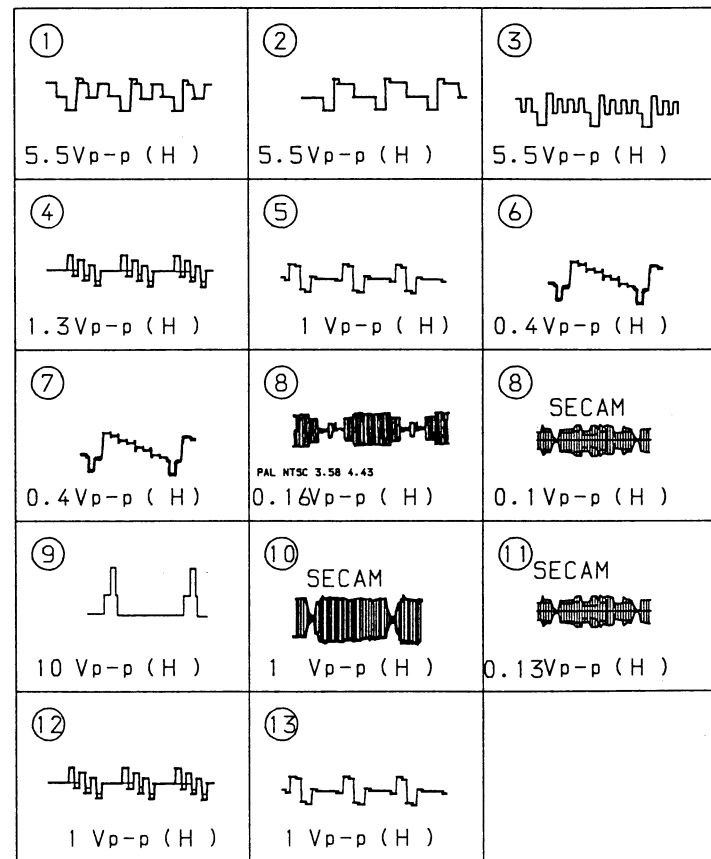 ① ② ③
5.5Vp-p (H) 5.5Vp-p (H) 5.5Vp-p (H)
④ ⑤ ⑥
1.3Vp-p (H) 1 Vp-p (H) 0.4Vp-p (H)
⑦ ⑧ ⑧
SECAM
PAL NTSC 3.58 4.43
0.4Vp-p (H) 0.16Vp-p (H) 0.1Vp-p (H)
⑨ ⑩ ⑪
SECAM SECAM
10 Vp-p (H) 1 Vp-p (H) 0.13Vp-p (H)
⑫ ⑬
1 Vp-p (H) 1 Vp-p (H)